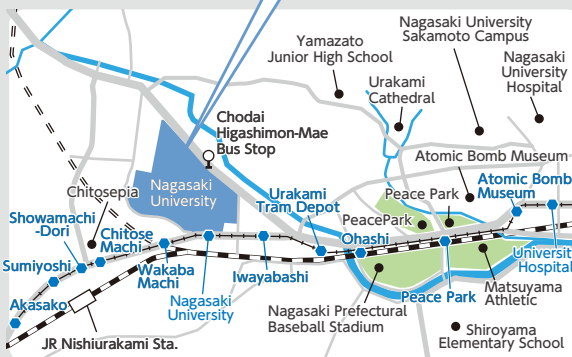 Nagasaki University
Sakamoto Campus
Yamazato
Junior High School
Nagasaki
University
Hospital
Urakami
Cathedral
Chodai
Higashimon-Mae
Bus Stop
Atomic Bomb Museum
Nagasaki
University
Chitosepia
Urakami
Tram Depot
Peace Park
Atomic Bomb
Museum
Showamachi
-Dori
Chitose
Machi
PeacePark
Ohashi
University
Hospital
Sumiyoshi
Wakaba
Machi
Iwayabashi
Nagasaki
University
Peace Park
Matsuyama
Athletic
Akasako
Nagasaki Prefectural
Baseball Stadium
JR Nishiurakami Sta.
Shiroyama
Elementary School